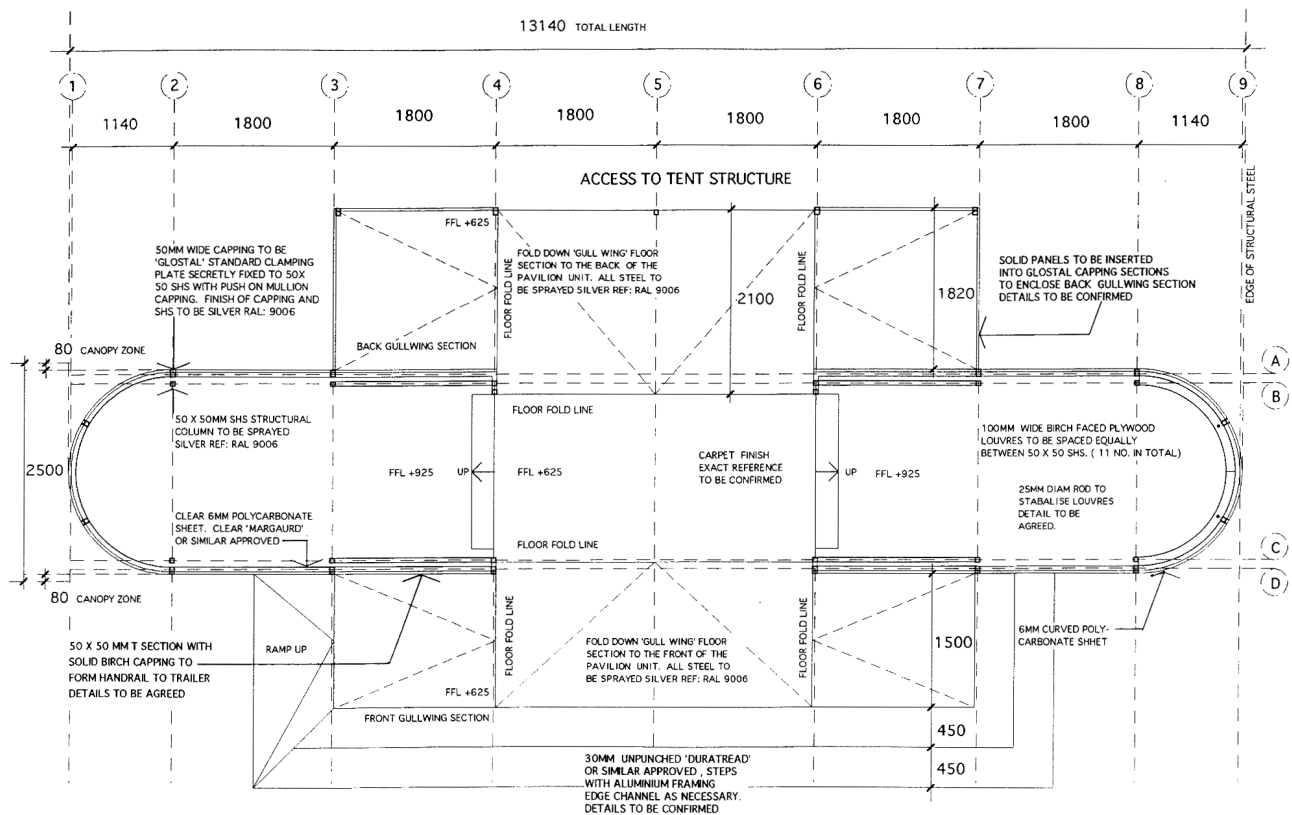 13140 TOTAL LENGTH
1 2 3 4 5 6 7 8 9
1140 1800 1800 1800 1800 1800 1800 1140
ACCESS TO TENT STRUCTURE
EDGE OF STRUCTURAL STEEL
FFL +625
50MM WIDE CAPPING TO BE
'GLOSTAL' STANDARD CLAMPING
PLATE SECRETLY FIXED TO 50X
50 SHS WITH PUSH ON MULLION
CAPPING. FINISH OF CAPPING AND
SHS TO BE SILVER RAL: 9006
FLOOR FOLD LINE
FOLD DOWN 'GULL WING' FLOOR
SECTION TO THE BACK OF THE
PAVILION UNIT. ALL STEEL TO
BE SPRAYED SILVER REF: RAL 9006
2100
FLOOR FOLD LINE
1820
SOLID PANELS TO BE INSERTED
INTO GLOSTAL CAPPING SECTIONS
TO ENCLOSE BACK GULLWING SECTION
DETAILS TO BE CONFIRMED
80 CANOPY ZONE
BACK GULLWING SECTION
A
B
2500
50 X 50MM SHS STRUCTURAL
COLUMN TO BE SPRAYED
SILVER REF: RAL 9006
FLOOR FOLD LINE
FFL +925
UP
FFL +625
CARPET FINISH
EXACT REFERENCE
TO BE CONFIRMED
UP
FFL +925
100MM WIDE BIRCH FACED PLYWOOD
LOUVRES TO BE SPACED EQUALLY
BETWEEN 50 X 50 SHS. ( 11 NO. IN TOTAL)
25MM DIAM ROD TO
STABALISE LOUVRES
DETAIL TO BE
AGREED.
CLEAR 6MM POLYCARBONATE
SHEET. CLEAR 'MARGAURD'
OR SIMILAR APPROVED
FLOOR FOLD LINE
C
D
80 CANOPY ZONE
50 X 50 MM T SECTION WITH
SOLID BIRCH CAPPING TO
FORM HANDRAIL TO TRAILER
DETAILS TO BE AGREED
RAMP UP
FLOOR FOLD LINE
FFL +625
FOLD DOWN 'GULL WING' FLOOR
SECTION TO THE FRONT OF THE
PAVILION UNIT. ALL STEEL TO
BE SPRAYED SILVER REF: RAL 9006
FLOOR FOLD LINE
1500
6MM CURVED POLY-
CARBONATE SHHET
FRONT GULLWING SECTION
450
450
30MM UNPUNCHED 'DURATREAD'
OR SIMILAR APPROVED , STEPS
WITH ALUMINIUM FRAMING
EDGE CHANNEL AS NECESSARY.
DETAILS TO BE CONFIRMED